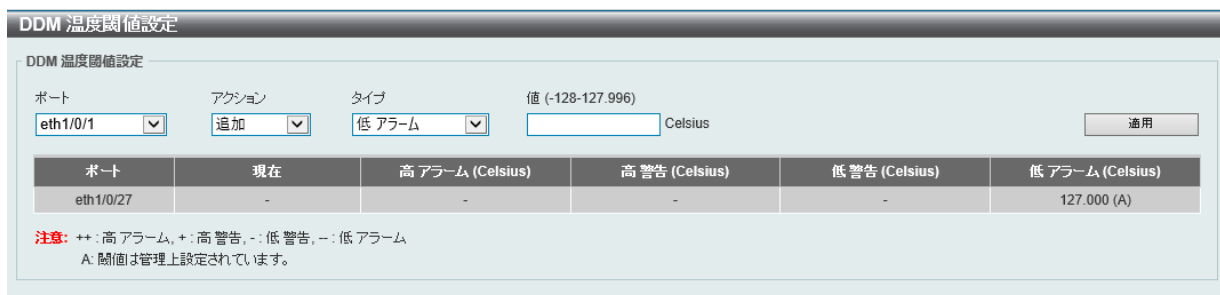 DDM 温度閾値設定
DDM 温度閾値設定
ポート アクション タイプ 値 (-128-127.996)
eth1/0/1 追加 低 アラーム Celsius 適用
ポート 現在 高 アラーム (Celsius) 高 警告 (Celsius) 低 警告 (Celsius) 低 アラーム (Celsius)
eth1/0/27 - - - - 127.000 (A)
注意: ++ : 高 アラーム, + : 高 警告, - : 低 警告, -- : 低 アラーム
A: 閾値は管理上設定されています。